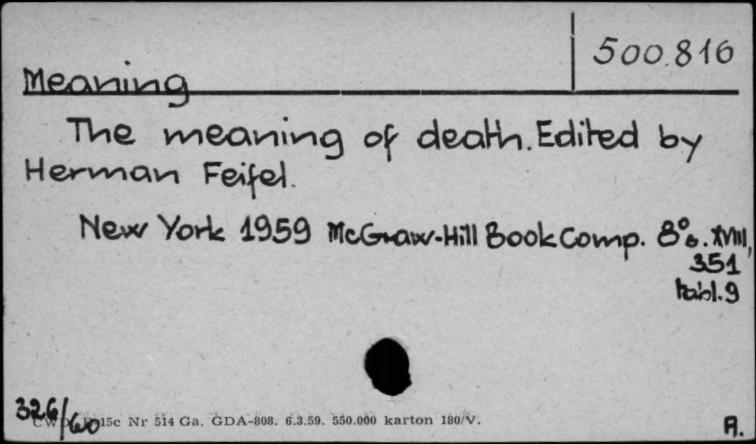 500.816
Meaning
The meaning of death. Edited by
Herman Feifel.
New York 1959 McGraw-Hill Book Comp. 8° s. XVIII,
351
tabl. 9
326/60
15c Nr 514 Ga. GDA-808. 6.3.59. 550.000 karton 180/V.
A.